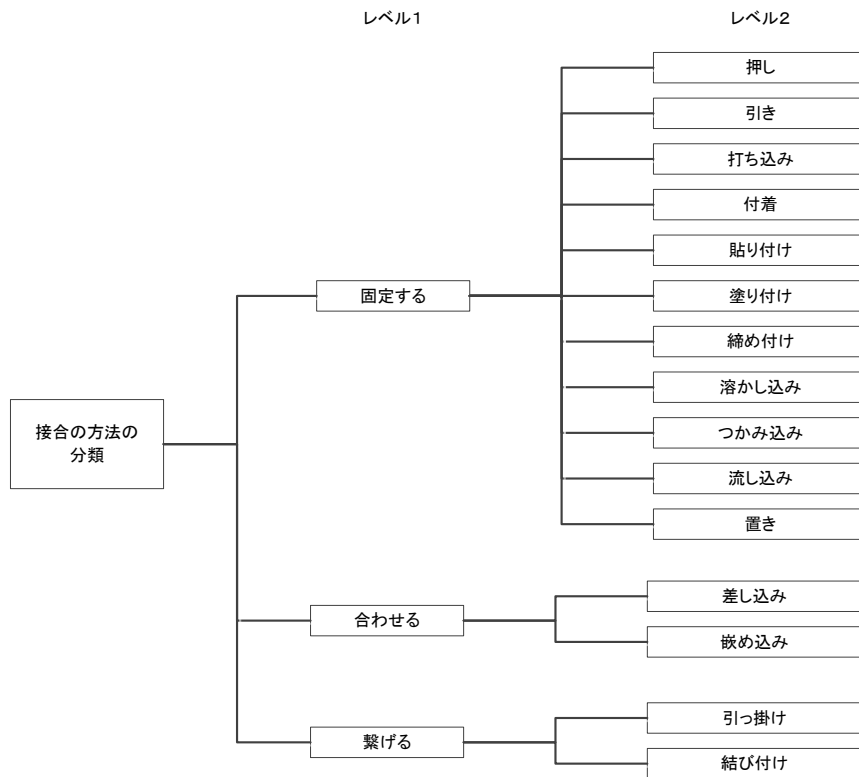 レベル１
レベル２
押し
引き
打ち込み
付着
貼り付け
固定する
塗り付け
締め付け
溶かし込み
接合の方法の
分類
つかみ込み
流し込み
置き
差し込み
合わせる
嵌め込み
引っ掛け
繋げる
結び付け